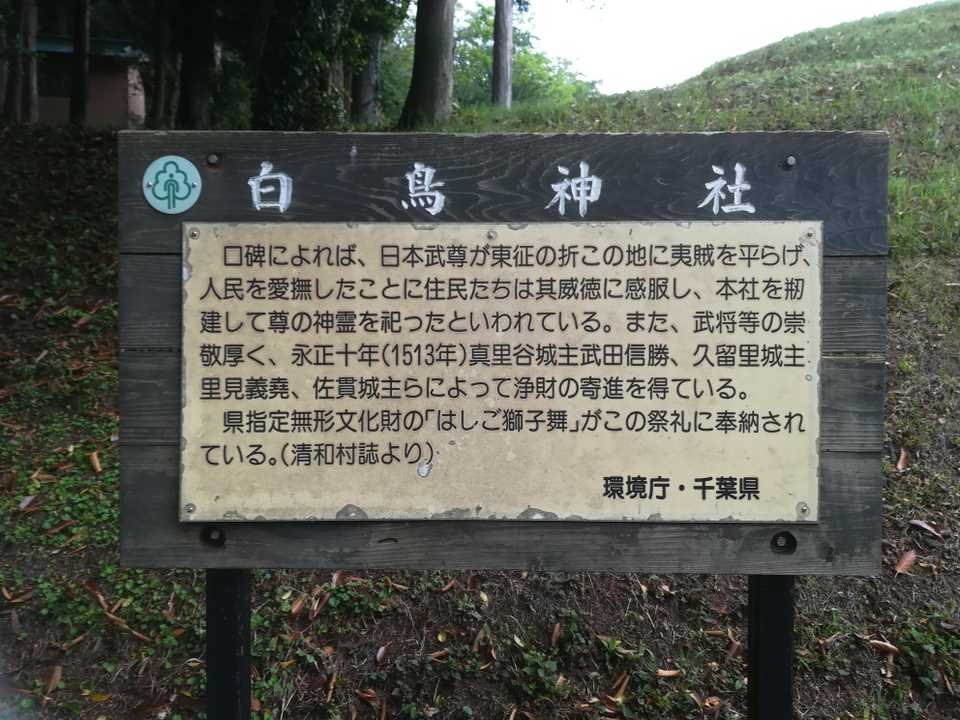 白鳥神社
口碑によれば、日本武尊が東征の折この地に夷賊を平らげ、
人民を愛撫したことに住民たちは其威徳に感服し、本社を剏
建して尊の神霊を祀ったといわれている。また、武将等の崇
敬厚く、永正十年(1513年)真里谷城主武田信勝、久留里城主
里見義堯、佐貫城主らによって浄財の寄進を得ている。
県指定無形文化財の「はしご獅子舞」がこの祭礼に奉納され
ている。(清和村誌より)
環境庁・千葉県